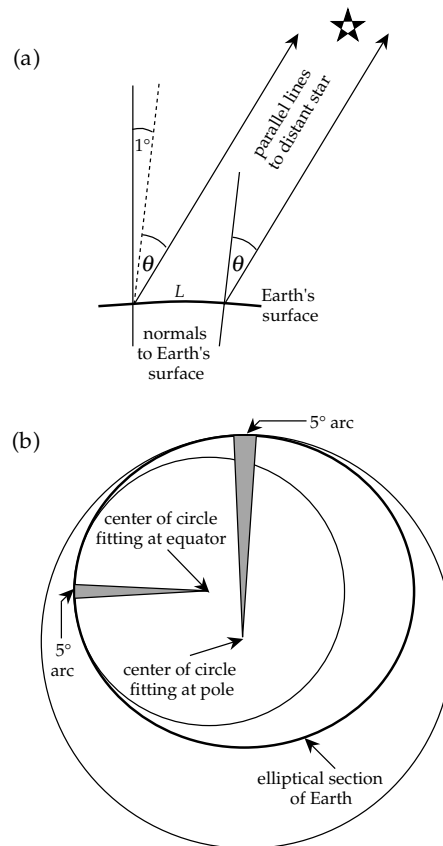 (a)
parallel lines
to distant star
1°
θ
θ
L
Earth's
surface
normals
to Earth's
surface
5° arc
(b)
center of circle
fitting at equator
5°
arc
center of circle
fitting at pole
elliptical section
of Earth